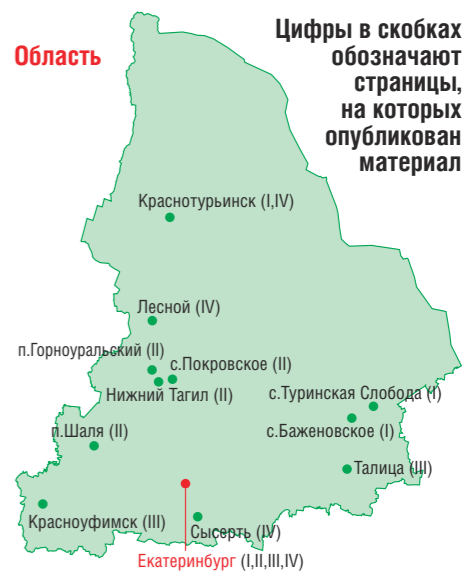 Область
Цифры в скобках
обозначают
страницы,
на которых
опубликован
материал
Краснотурьинск (I,IV)
Лесной (IV)
п.Горноуральский (II)
с.Покровское (II)
Нижний Тагил (II)
с.Туринская Слобода (I)
п.Шаля (II)
с.Баженовское (I)
Талица (III)
Красноуфимск (III)
Сысерть (IV)
Екатеринбург (I,II,III,IV)